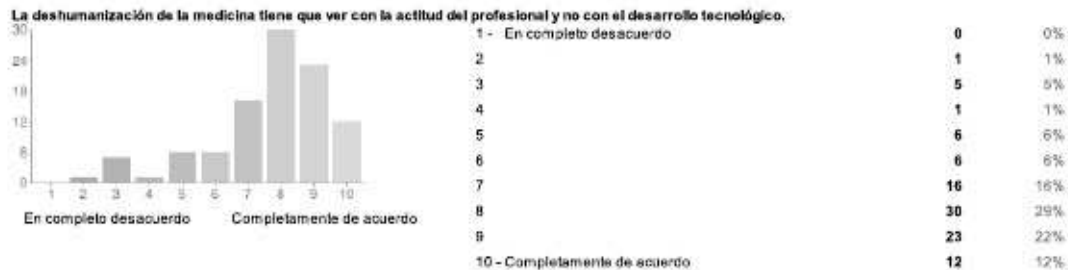 La deshumanización de la medicina tiene que ver con la actitud del profesional y no con el desarrollo tecnológico.
30
24
18
12
6
0
1 2 3 4 5 6 7 8 9 10
En completo desacuerdo Completamente de acuerdo
1 - En completo desacuerdo 0 0%
2 1 1%
3 5 5%
4 1 1%
5 6 6%
6 6 6%
7 16 16%
8 30 29%
9 23 22%
10 - Completamente de acuerdo 12 12%